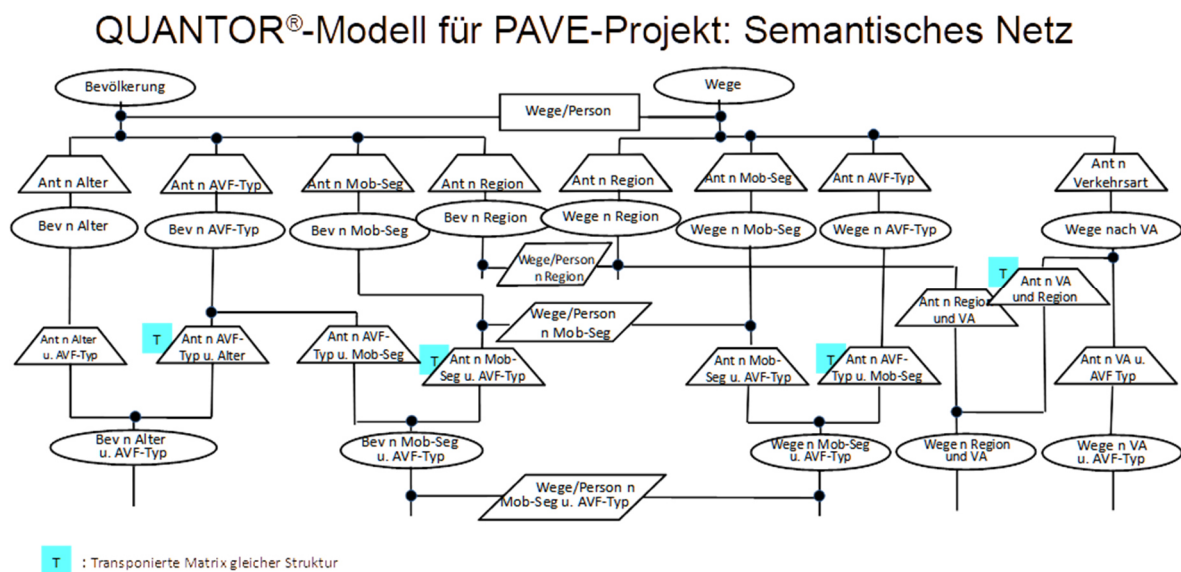 QUANTOR®-Modell für PAVE-Projekt: Semantisches Netz
Bevölkerung
Wege
Wege/Person
Ant n Alter
Ant n AVF-Typ
Ant n Mob-Seg
Ant n Region
Ant n Region
Ant n Mob-Seg
Ant n AVF-Typ
Ant n
Verkehrsart
Bev n Alter
Bev n AVF-Typ
Bev n Mob-Seg
Bev n Region
Wege n Region
Wege n Mob-Seg
Wege n AVF-Typ
Wege nach VA
Wege/Person
n Region
T
Ant n VA
und Region
Ant n Region
und VA
Wege/Person
n Mob-Seg
Ant n Alter
u. AVF-Typ
T
Ant n AVF-
Typ u. Alter
Ant n AVF-
Typ u. Mob-Seg
T
Ant n Mob-
Seg u. AVF-Typ
Ant n Mob-
Seg u. AVF-Typ
T
Ant n AVF-
Typ u. Mob-Seg
Ant n VA u.
AVF Typ
Bev n Alter
u. AVF-Typ
Bev n Mob-Seg
u. AVF-Typ
Wege n Mob-Seg
u. AVF-Typ
Wege n Region
und VA
Wege n VA
u. AVF-Typ
Wege/Person n
Mob-Seg u. AVF-Typ
T : Transponierte Matrix gleicher Struktur